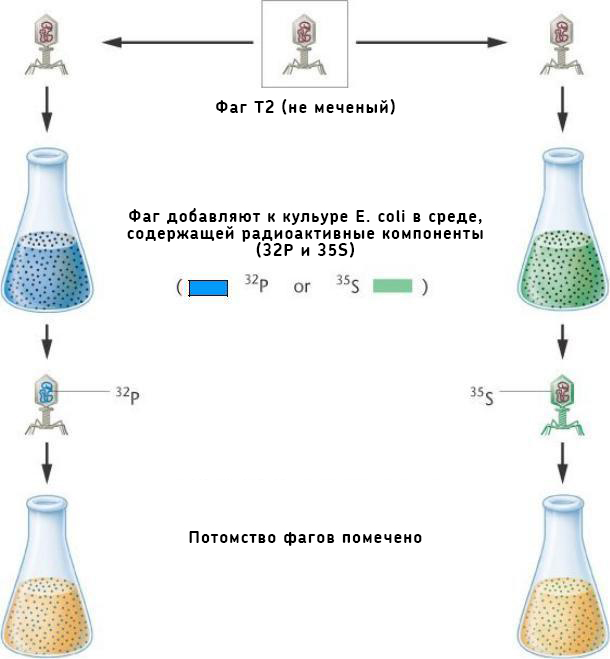 Фаг Т2 (не меченый)
Фаг добавляют к кульуре E. coli в среде,
содержащей радиоактивные компоненты
(32P и 35S)
( 32P or 35S )
32P
35S
Потомство фагов помечено